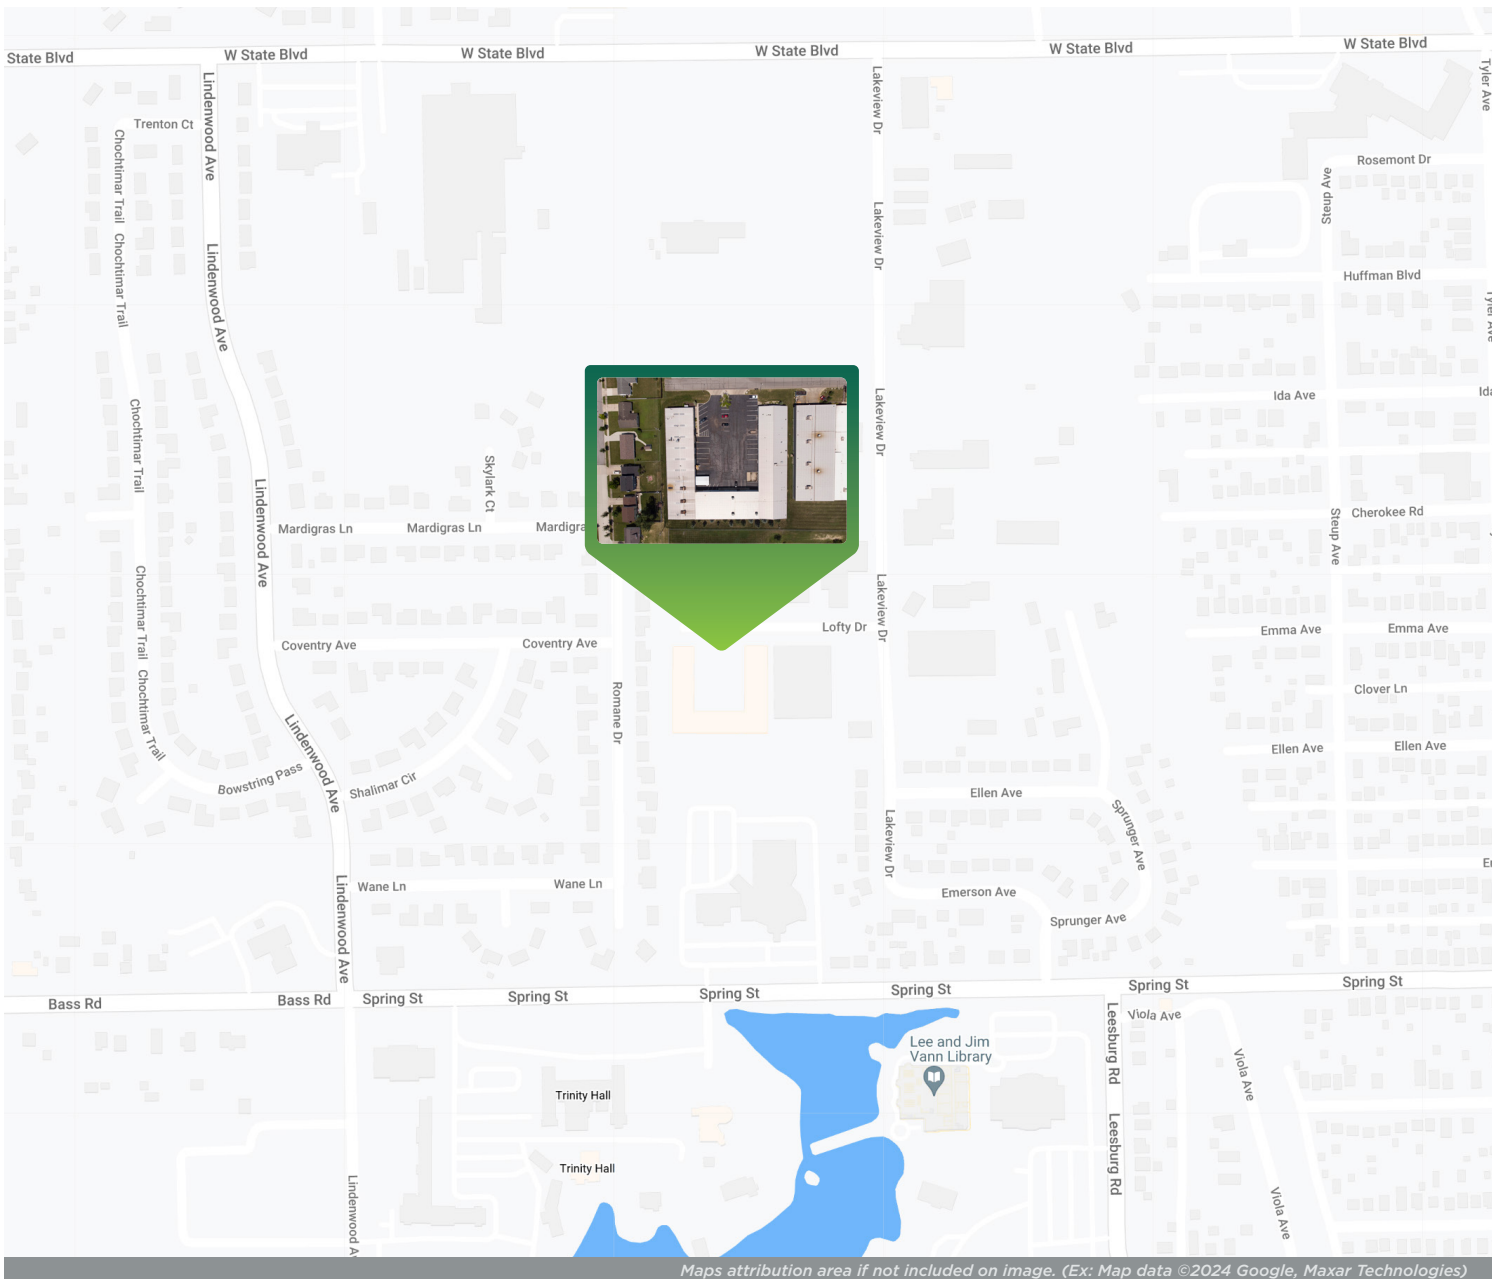 State Blvd
W State Blvd
W State Blvd
W State Blvd
W State Blvd
W State Blvd
Tyler Ave
Lindenwood Ave
Lakeview Dr
Trenton Ct
Chochtimar Trail
Rosemont Dr
Steup Ave
Lakeview Dr
Chochtimar Trail
Lindenwood Ave
Huffman Blvd
Tyler Ave
Lakeview Dr
Ida Ave
Ida
Chochtimar Trail
Skylark Ct
Lindenwood Ave
Mardigras Ln
Mardigras Ln
Mardigra
Cherokee Rd
Steup Ave
Chochtimar Trail
Lakeview Dr
Lofty Dr
Emma Ave
Emma Ave
Coventry Ave
Coventry Ave
Chochtimar Trail
Romane Dr
Clover Ln
Lindenwood Ave
Ellen Ave
Ellen Ave
Bowstring Pass
Shalimar Cir
Ellen Ave
Sprunger Ave
Lakeview Dr
Wane Ln
Wane Ln
Emerson Ave
Lindenwood Ave
Sprunger Ave
Bass Rd
Bass Rd
Spring St
Spring St
Spring St
Spring St
Spring St
Spring St
Leesburg Rd
Viola Ave
Lee and Jim
Vann Library
Viola Ave
Trinity Hall
Leesburg Rd
Trinity Hall
Lindenwood Av
Viola Ave
Maps attribution area if not included on image. (Ex: Map data ©2024 Google, Maxar Technologies)